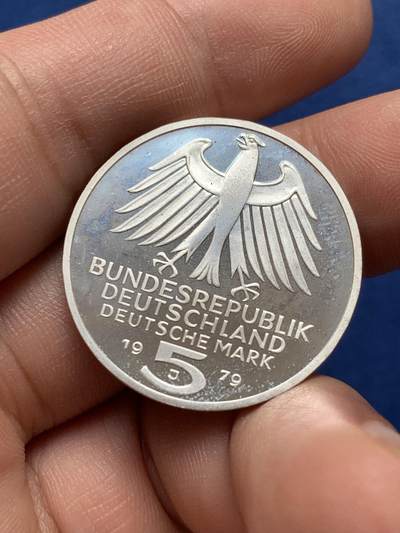 BUNDESREPUBLIK
DEUTSCHLAND
DEUTSCHE MARK
19 5 79
J